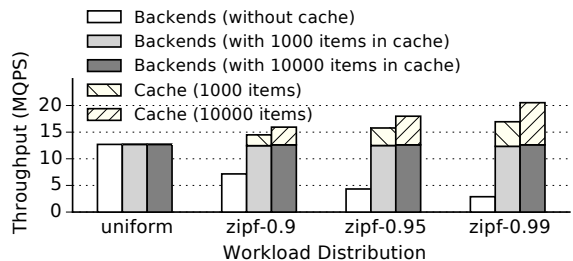 Backends (without cache)
Backends (with 1000 items in cache)
Backends (with 10000 items in cache)
Cache (1000 items)
Cache (10000 items)
Throughput (MQPS)
20
15
10
5
0
uniform zipf-0.9 zipf-0.95 zipf-0.99
Workload Distribution